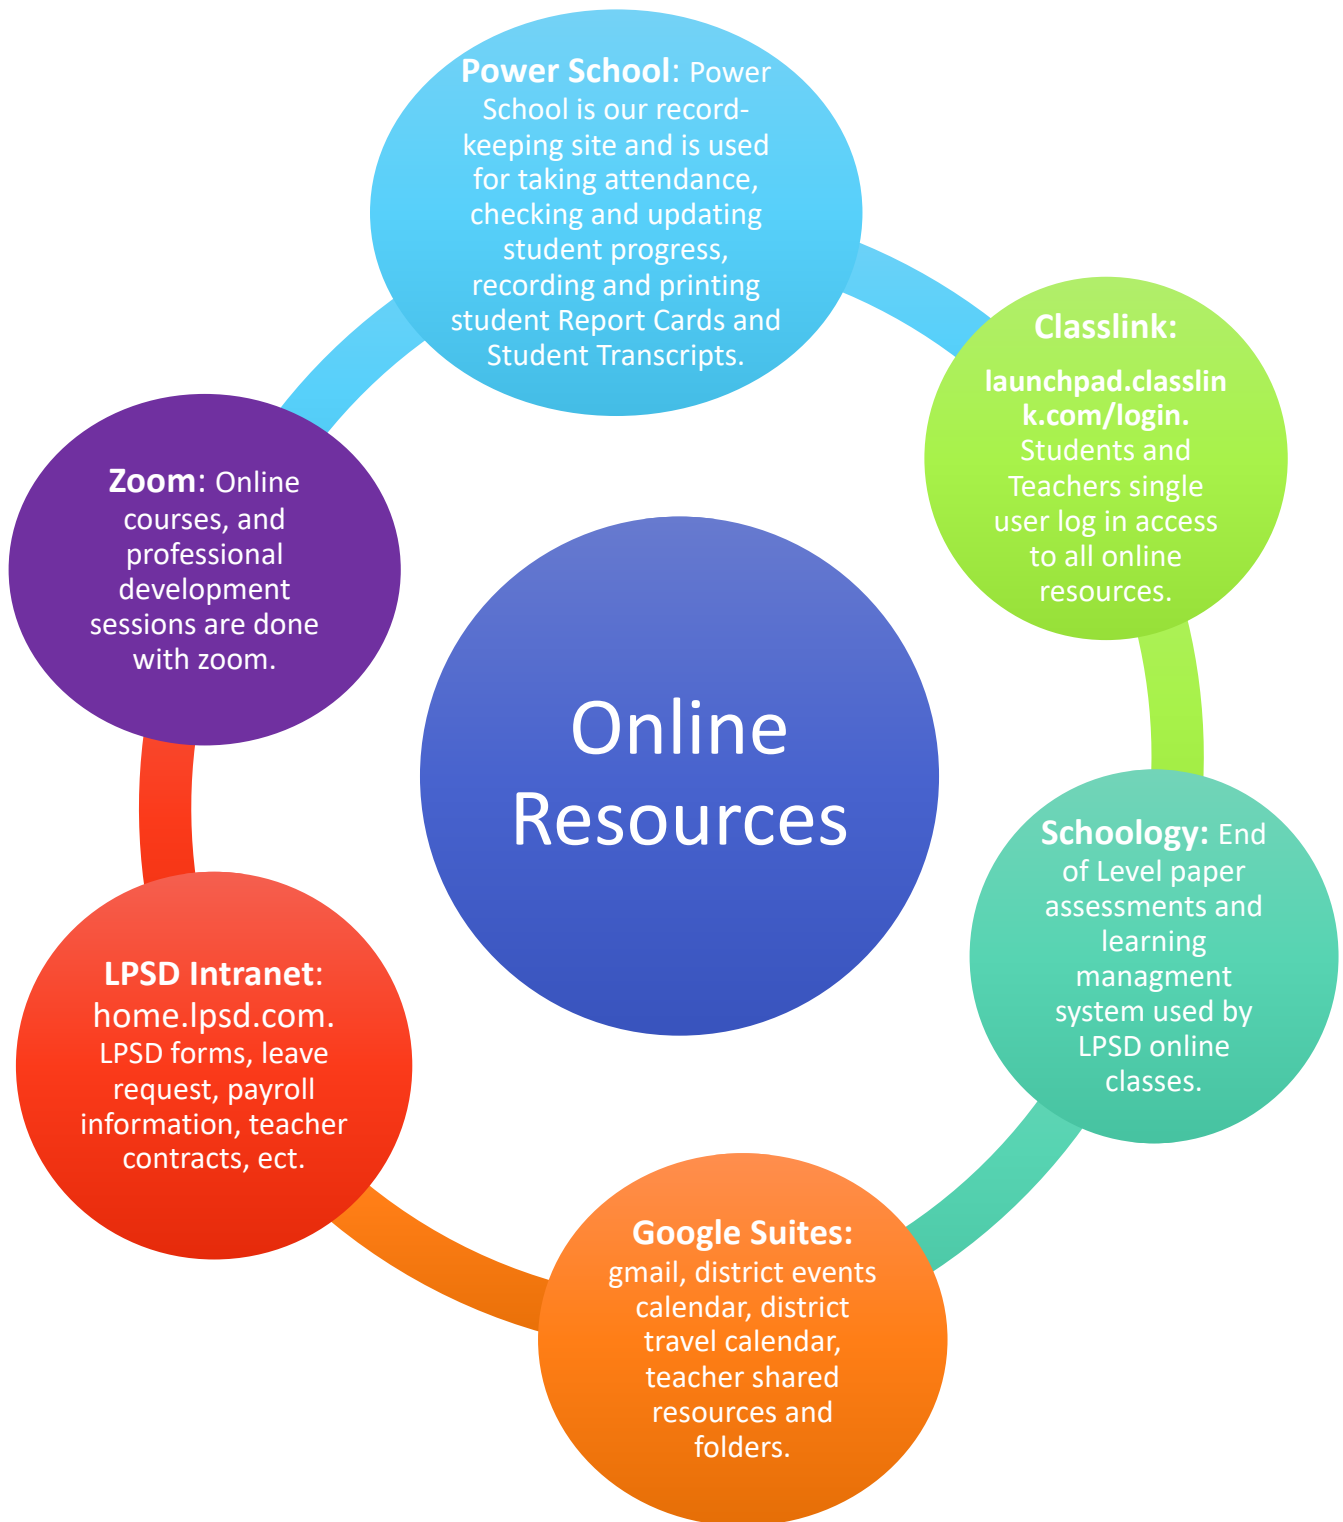 Power School: Power
School is our record-
keeping site and is used
for taking attendance,
checking and updating
student progress,
recording and printing
student Report Cards and
Student Transcripts.
Classlink:
launchpad.classlin
k.com/login.
Students and
Teachers single
user log in access
to all online
resources.
Schoology: End
of Level paper
assessments and
learning
managment
system used by
LPSD online
classes.
Google Suites:
gmail, district events
calendar, district
travel calendar,
teacher shared
resources and
folders.
LPSD Intranet:
home.lpsd.com.
LPSD forms, leave
request, payroll
information, teacher
contracts, ect.
Zoom: Online
courses, and
professional
development
sessions are done
with zoom.
Online
Resources